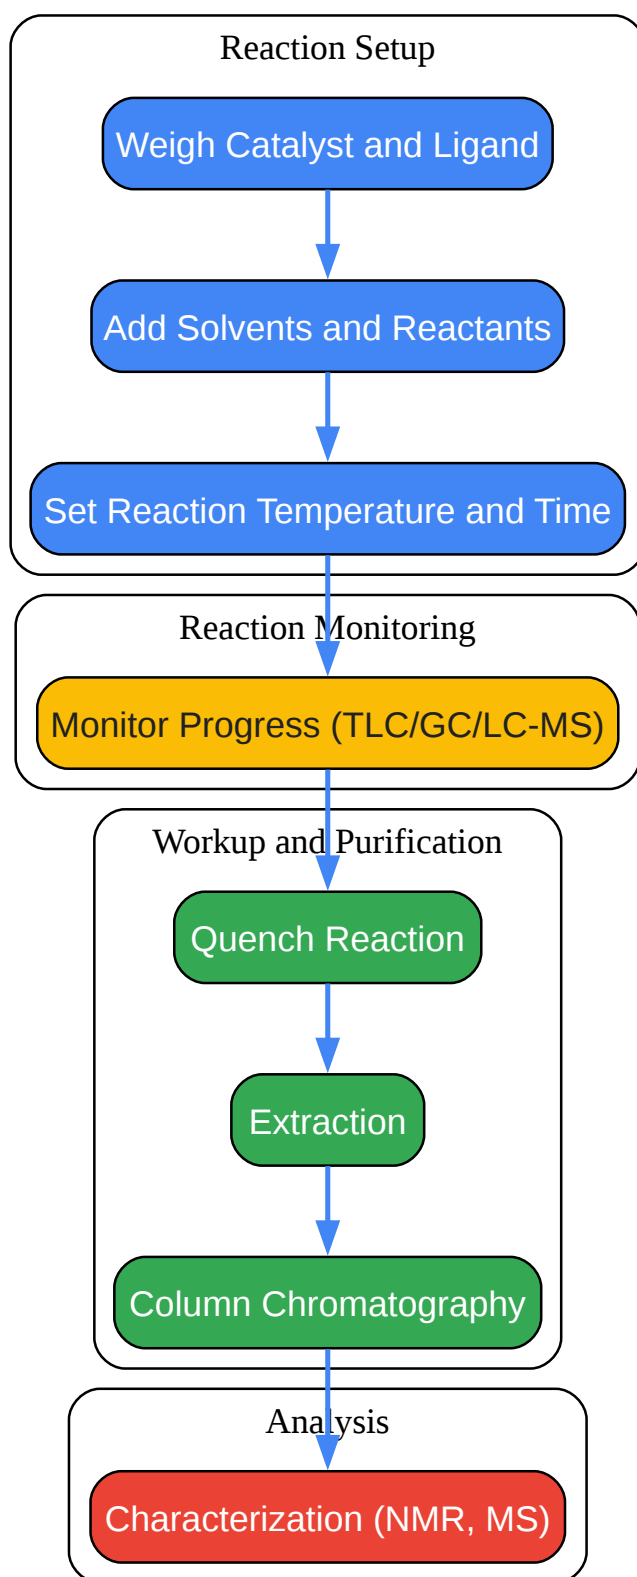 Reaction Setup
Weigh Catalyst and Ligand
Add Solvents and Reactants
Set Reaction Temperature and Time
Reaction Monitoring
Monitor Progress (TLC/GC/LC-MS)
Workup and Purification
Quench Reaction
Extraction
Column Chromatography
Analysis
Characterization (NMR, MS)